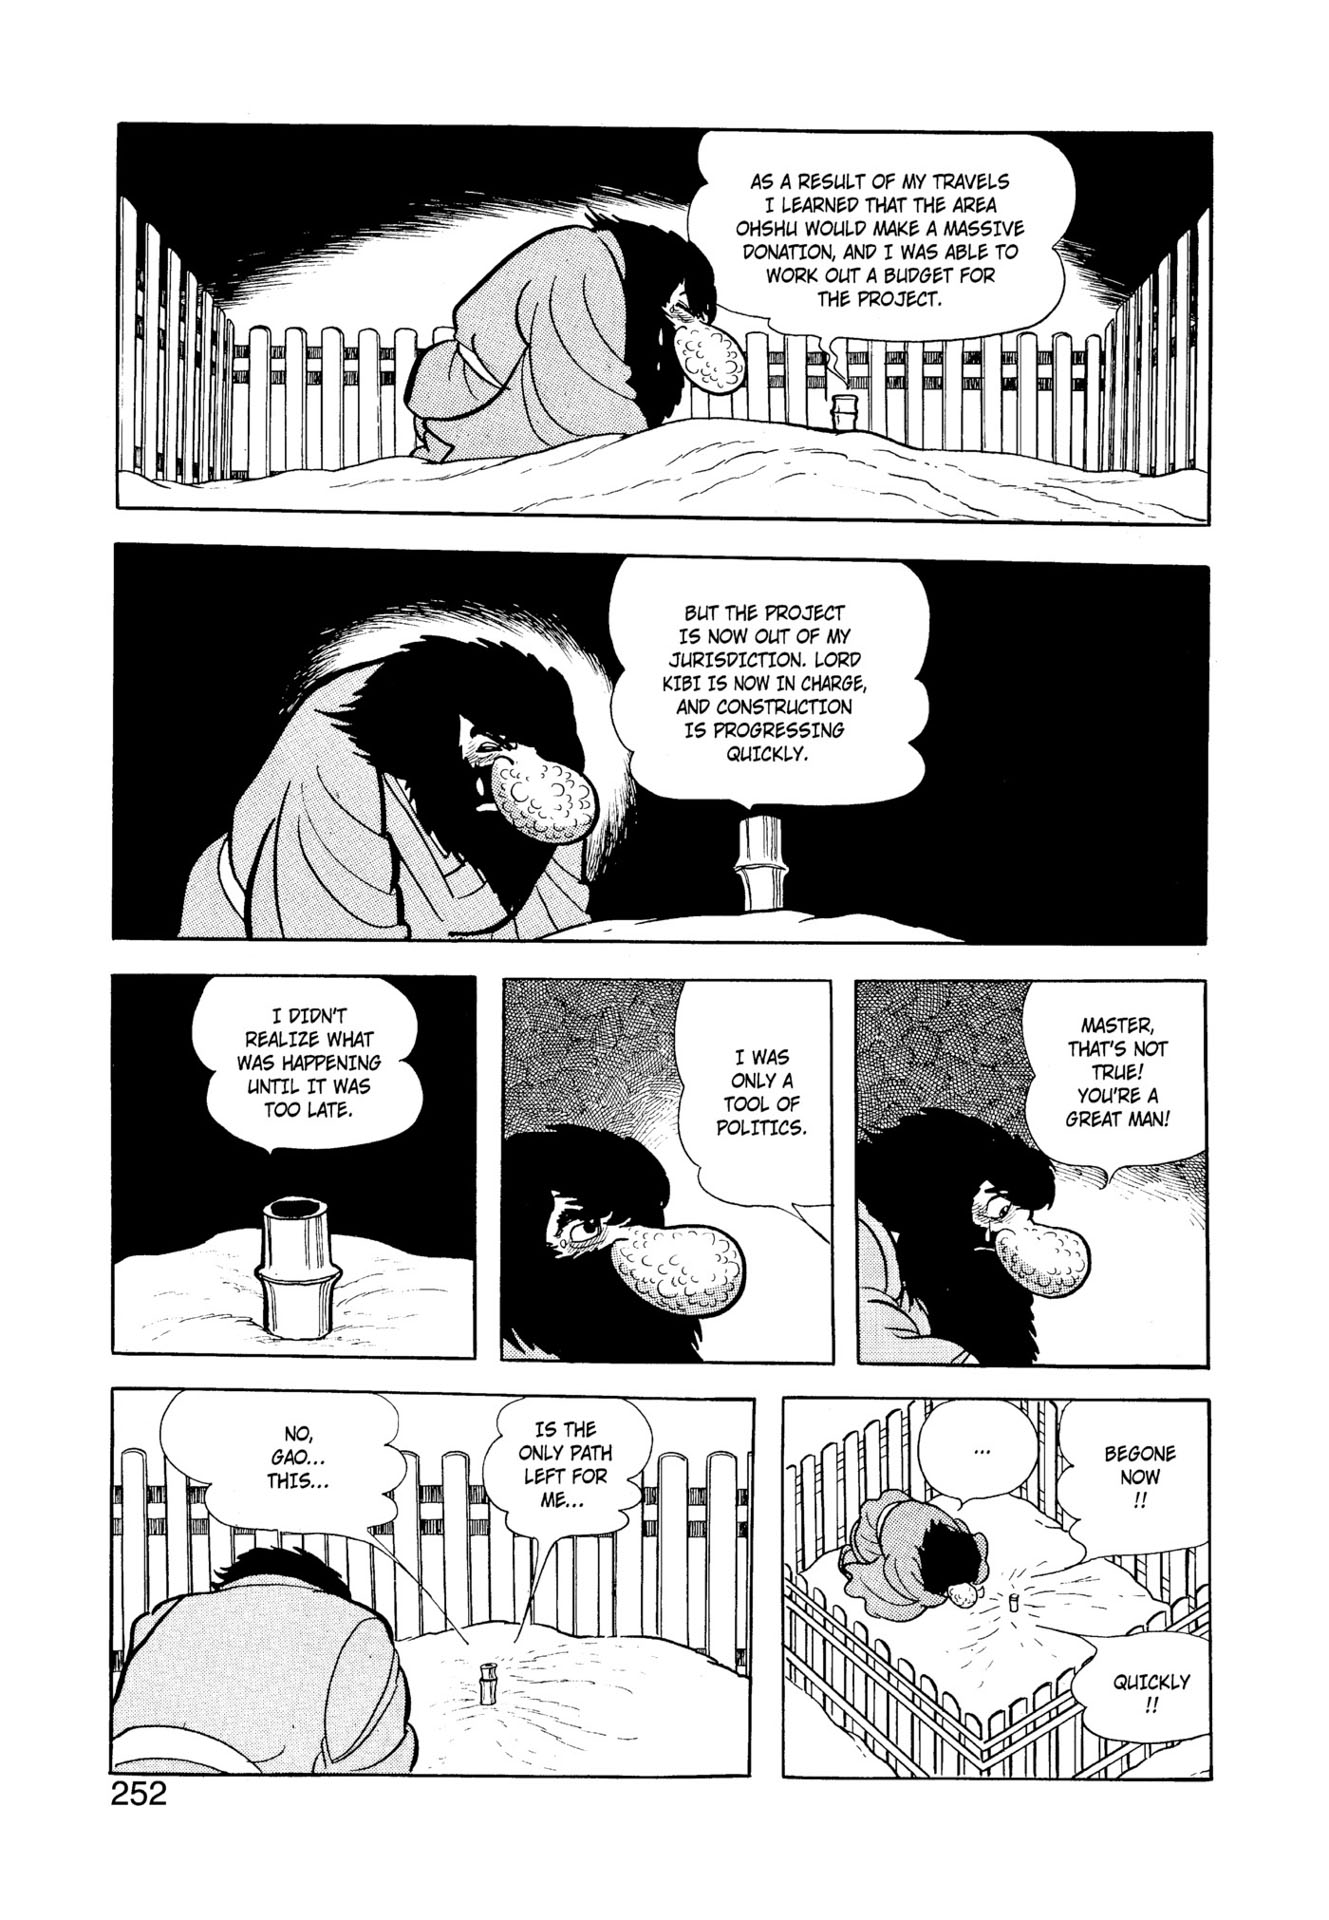 AS A RESULT OF MY TRAVELS
I LEARNED THAT THE AREA
OHSHU WOULD MAKE A MASSIVE
DONATION, AND I WAS ABLE TO
WORK OUT A BUDGET FOR
THE PROJECT.
BUT THE PROJECT
IS NOW OUT OF MY
JURISDICTION. LORD
KIBI IS NOW IN CHARGE,
AND CONSTRUCTION
IS PROGRESSING
QUICKLY.
I DIDN'T
REALIZE WHAT
WAS HAPPENING
UNTIL IT WAS
TOO LATE.
I WAS
ONLY A
TOOL OF
POLITICS.
MASTER,
THAT'S NOT
TRUE!
YOU'RE A
GREAT MAN!
NO,
GAO...
THIS...
IS THE
ONLY PATH
LEFT FOR
ME...
...
BEGONE
NOW
!!
QUICKLY
!!
252